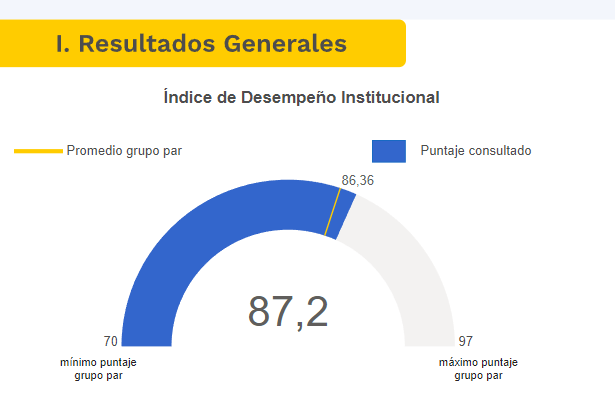 I. Resultados Generales
Índice de Desempeño Institucional
Promedio grupo par
Puntaje consultado
86,36
87,2
70
97
mínimo puntaje
grupo par
máximo puntaje
grupo par